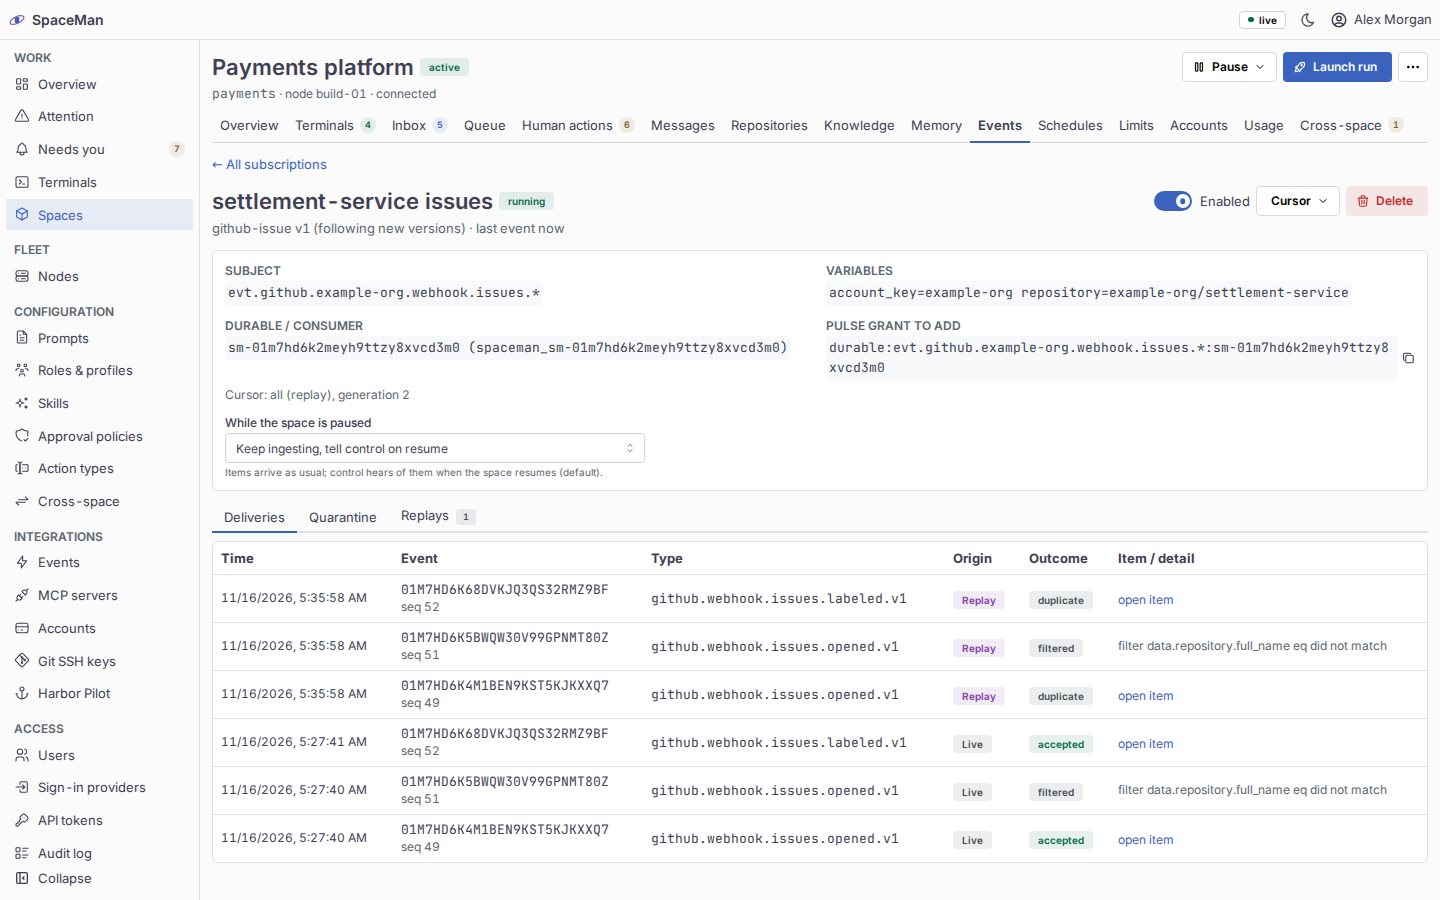 SpaceMan
live
Alex Morgan
WORK
Overview
Attention
Needs you 7
Terminals
Spaces
FLEET
Nodes
CONFIGURATION
Prompts
Roles & profiles
Skills
Approval policies
Action types
Cross-space
INTEGRATIONS
Events
MCP servers
Accounts
Git SSH keys
Harbor Pilot
ACCESS
Users
Sign-in providers
API tokens
Audit log
Collapse
Payments platform active
payments · node build-01 · connected
Pause
Launch run
Overview Terminals 4 Inbox 5 Queue Human actions 6 Messages Repositories Knowledge Memory Events Schedules Limits Accounts Usage Cross-space 1
← All subscriptions
settlement-service issues running
github-issue v1 (following new versions) · last event now
Enabled
Cursor
Delete
SUBJECT
evt.github.example-org.webhook.issues.*
VARIABLES
account_key=example-org repository=example-org/settlement-service
DURABLE / CONSUMER
sm-01m7hd6k2meyh9ttzy8xvcd3m0 (spaceman_sm-01m7hd6k2meyh9ttzy8xvcd3m0)
PULSE GRANT TO ADD
durable:evt.github.example-org.webhook.issues.*:sm-01m7hd6k2meyh9ttzy8
xvcd3m0
Cursor: all (replay), generation 2
While the space is paused
Keep ingesting, tell control on resume
Items arrive as usual; control hears of them when the space resumes (default).
Deliveries Quarantine Replays 1
Time Event Type Origin Outcome Item / detail
11/16/2026, 5:35:58 AM 01M7HD6K68DVKJQ3QS32RMZ9BF github.webhook.issues.labeled.v1 Replay duplicate open item
seq 52
11/16/2026, 5:35:58 AM 01M7HD6K5BWQW30V99GPNMT80Z github.webhook.issues.opened.v1 Replay filtered filter data.repository.full_name eq did not match
seq 51
11/16/2026, 5:35:58 AM 01M7HD6K4M1BEN9KST5KJKXXQ7 github.webhook.issues.opened.v1 Replay duplicate open item
seq 49
11/16/2026, 5:27:41 AM 01M7HD6K68DVKJQ3QS32RMZ9BF github.webhook.issues.labeled.v1 Live accepted open item
seq 52
11/16/2026, 5:27:40 AM 01M7HD6K5BWQW30V99GPNMT80Z github.webhook.issues.opened.v1 Live filtered filter data.repository.full_name eq did not match
seq 51
11/16/2026, 5:27:40 AM 01M7HD6K4M1BEN9KST5KJKXXQ7 github.webhook.issues.opened.v1 Live accepted open item
seq 49